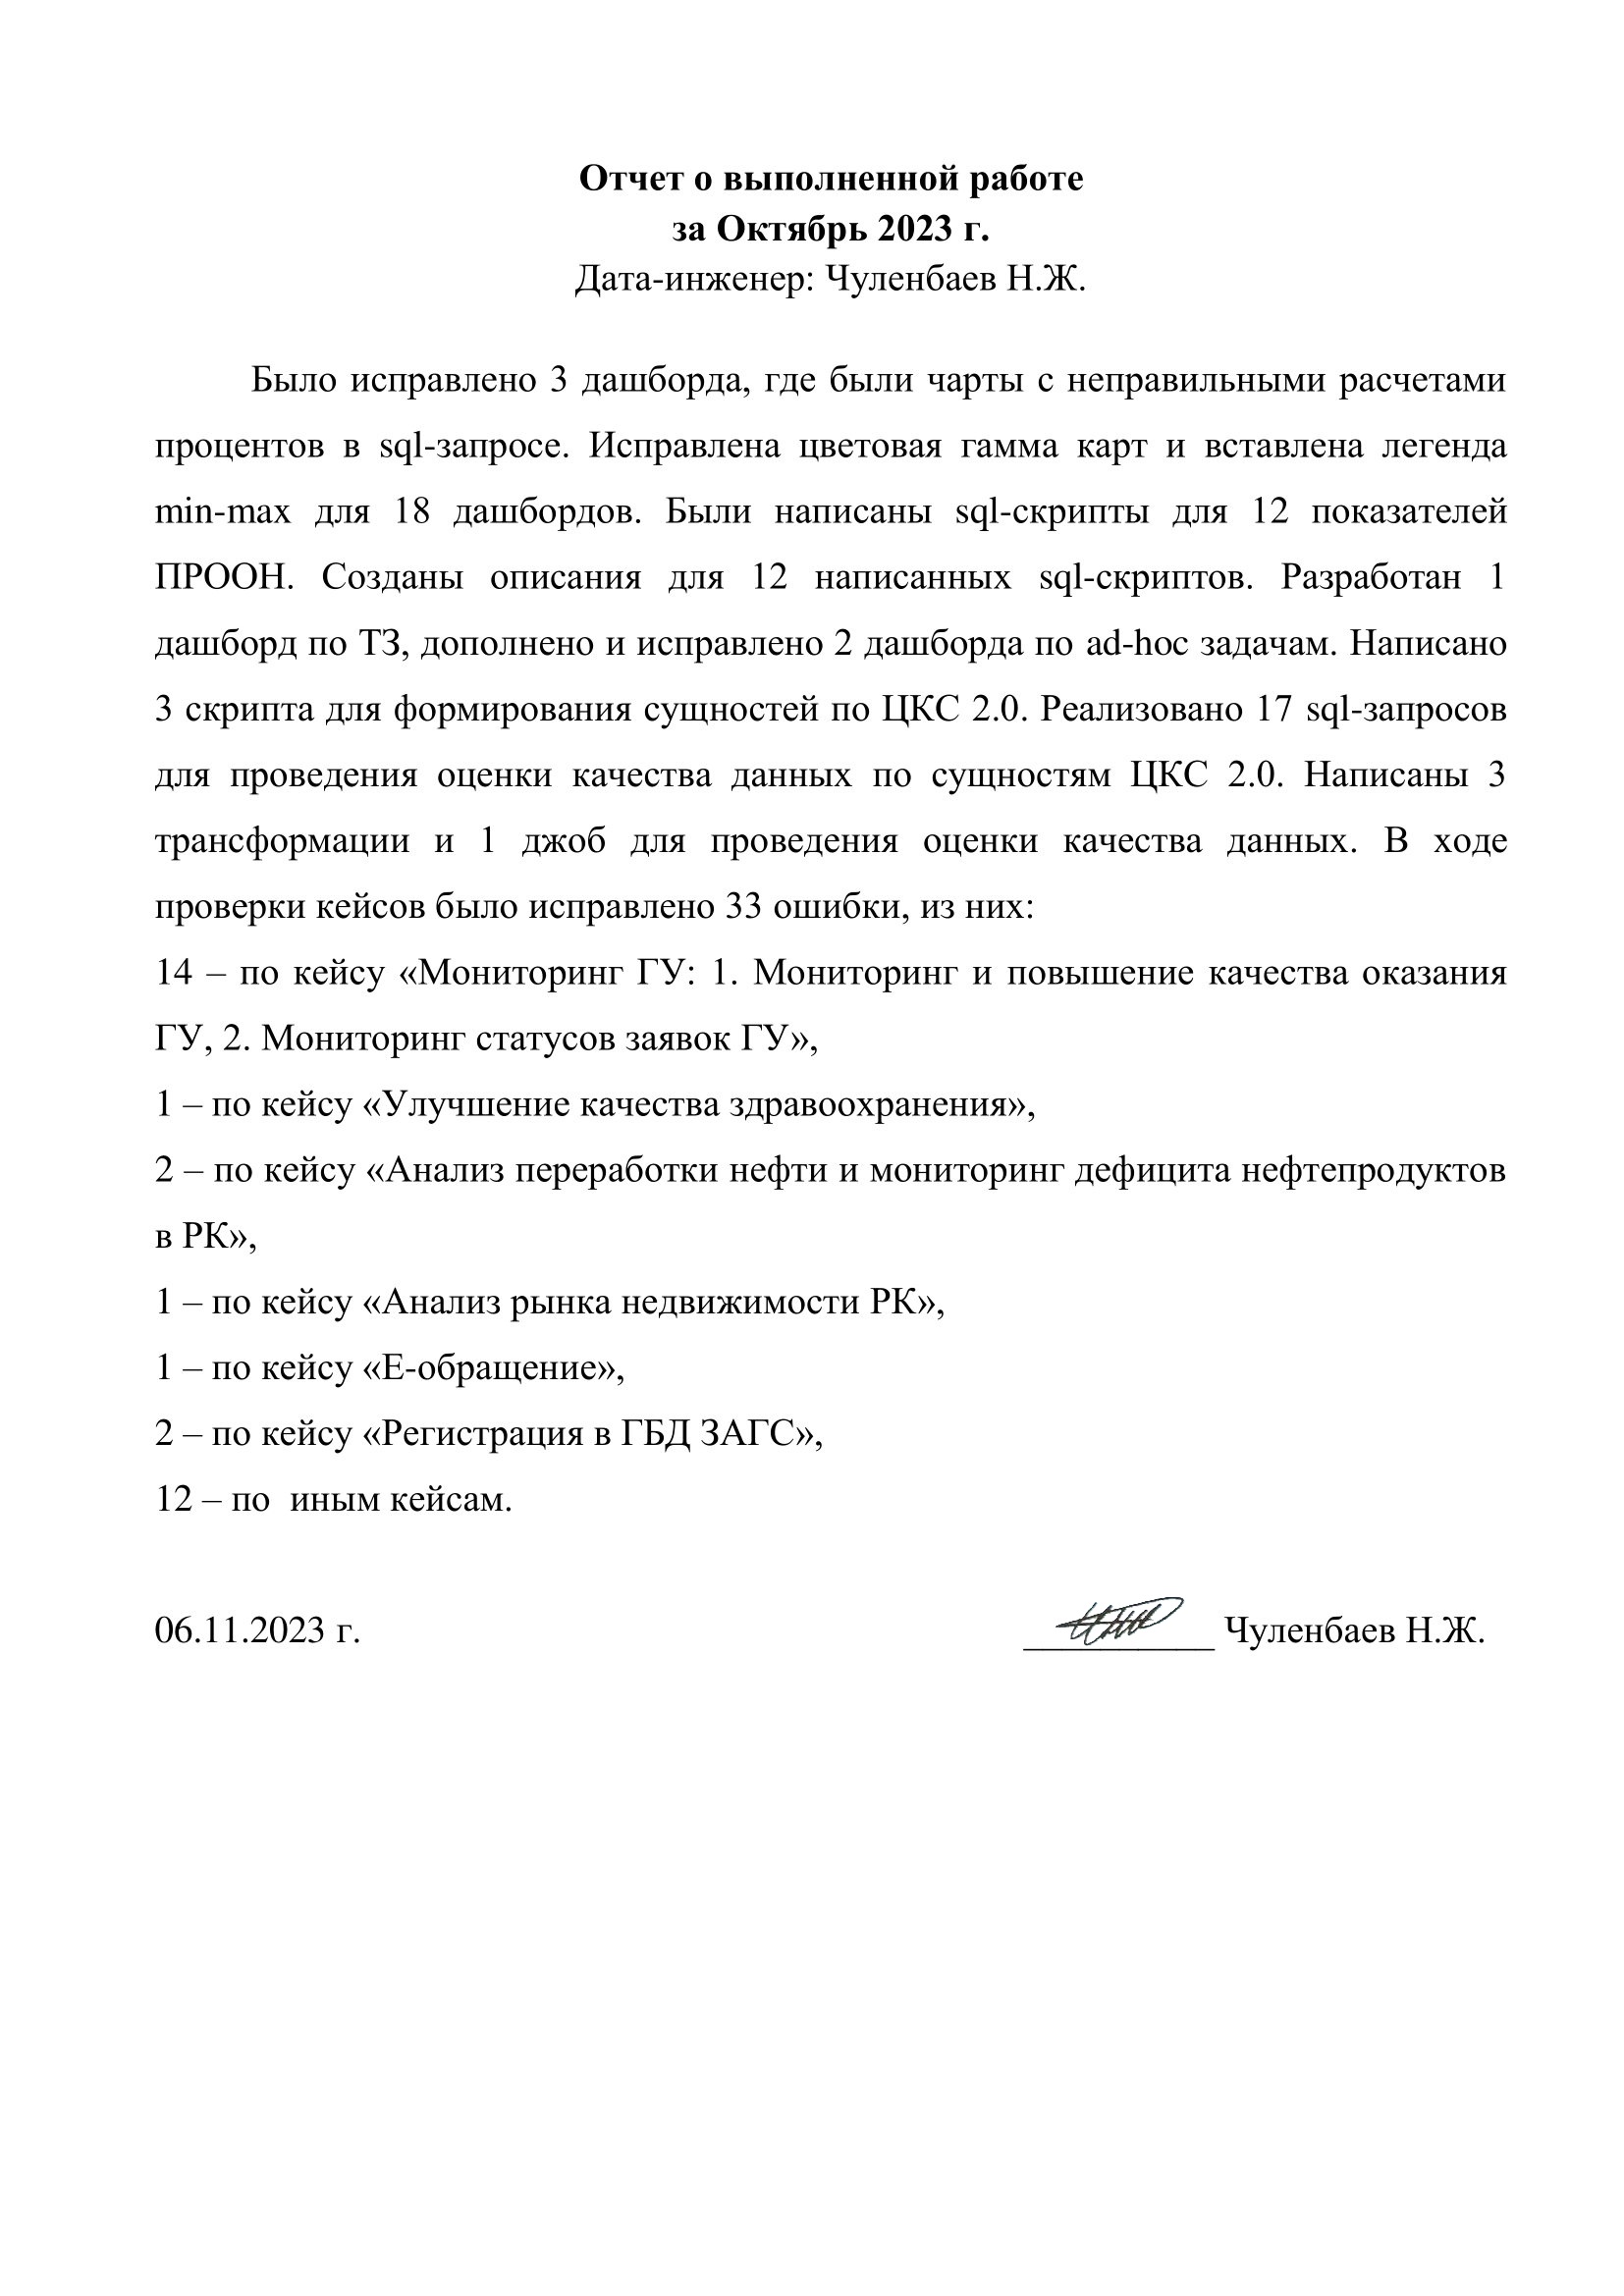 Отчет о выполненной работе
за Октябрь 2023 г.
Дата-инженер: Чуленбаев Н.Ж.
Было исправлено 3 дашборда, где были чарты с неправильными расчетами
процентов в sql-запросе. Исправлена цветовая гамма карт и вставлена легенда
min-max для 18 дашбордов. Были написаны sql-скрипты для 12 показателей
ПРООН. Созданы описания для 12 написанных sql-скриптов. Разработан 1
дашборд по ТЗ, дополнено и исправлено 2 дашборда по ad-hoc задачам. Написано
3 скрипта для формирования сущностей по ЦКС 2.0. Реализовано 17 sql-запросов
для проведения оценки качества данных по сущностям ЦКС 2.0. Написаны 3
трансформации и 1 джоб для проведения оценки качества данных. В ходе
проверки кейсов было исправлено 33 ошибки, из них:
14 – по кейсу «Мониторинг ГУ: 1. Мониторинг и повышение качества оказания
ГУ, 2. Мониторинг статусов заявок ГУ»,
1 – по кейсу «Улучшение качества здравоохранения»,
2 – по кейсу «Анализ переработки нефти и мониторинг дефицита нефтепродуктов
в РК»,
1 – по кейсу «Анализ рынка недвижимости РК»,
1 – по кейсу «Е-обращение»,
2 – по кейсу «Регистрация в ГБД ЗАГС»,
12 – по  иным кейсам.
06.11.2023 г. __________ Чуленбаев Н.Ж.